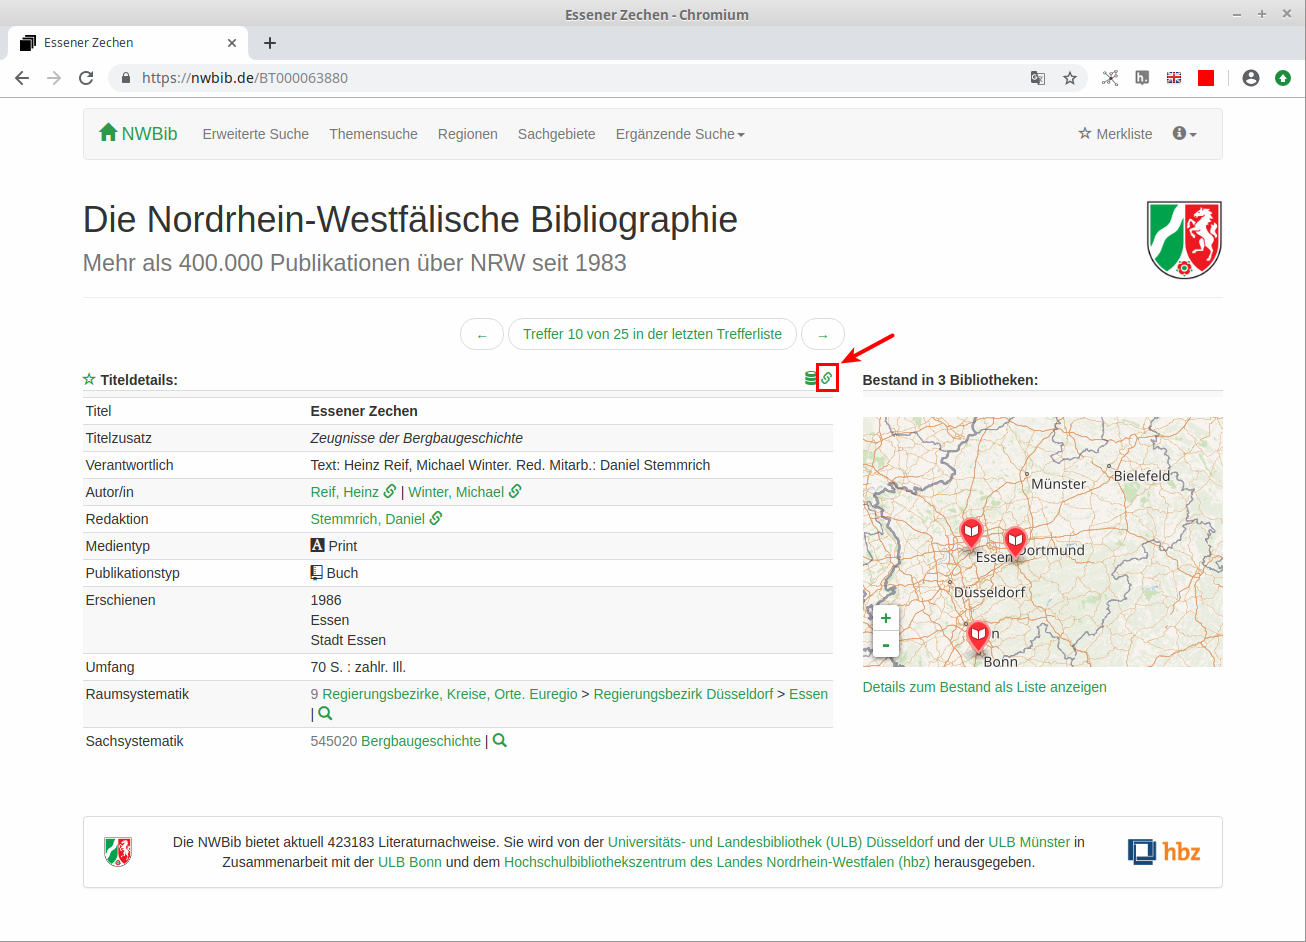 Essener Zechen - Chromium
Essener Zechen
https://nwbib.de/BT000063880
NWBib Erweiterte Suche Themensuche Regionen Sachgebiete Ergänzende Suche Merkliste
Die Nordrhein-Westfälische Bibliographie
Mehr als 400.000 Publikationen über NRW seit 1983
← Treffer 10 von 25 in der letzten Trefferliste →
Titeldetails:
Titel Essener Zechen
Titelzusatz Zeugnisse der Bergbaugeschichte
Verantwortlich Text: Heinz Reif, Michael Winter. Red. Mitarb.: Daniel Stemmrich
Autor/in Reif, Heinz | Winter, Michael
Redaktion Stemmrich, Daniel
Medientyp Print
Publikationstyp Buch
Erschienen 1986
Essen
Stadt Essen
Umfang 70 S. : zahlr. Ill.
Raumsystematik 9 Regierungsbezirke, Kreise, Orte. Euregio > Regierungsbezirk Düsseldorf > Essen
|
Sachsystematik 545020 Bergbaugeschichte |
Bestand in 3 Bibliotheken:
Bielefeld
Münster
Dortmund
Essen
Düsseldorf
+
-
n
Bonn
Details zum Bestand als Liste anzeigen
Die NWBib bietet aktuell 423183 Literaturnachweise. Sie wird von der Universitäts- und Landesbibliothek (ULB) Düsseldorf und der ULB Münster in
Zusammenarbeit mit der ULB Bonn und dem Hochschulbibliothekszentrum des Landes Nordrhein-Westfalen (hbz) herausgegeben.
hbz